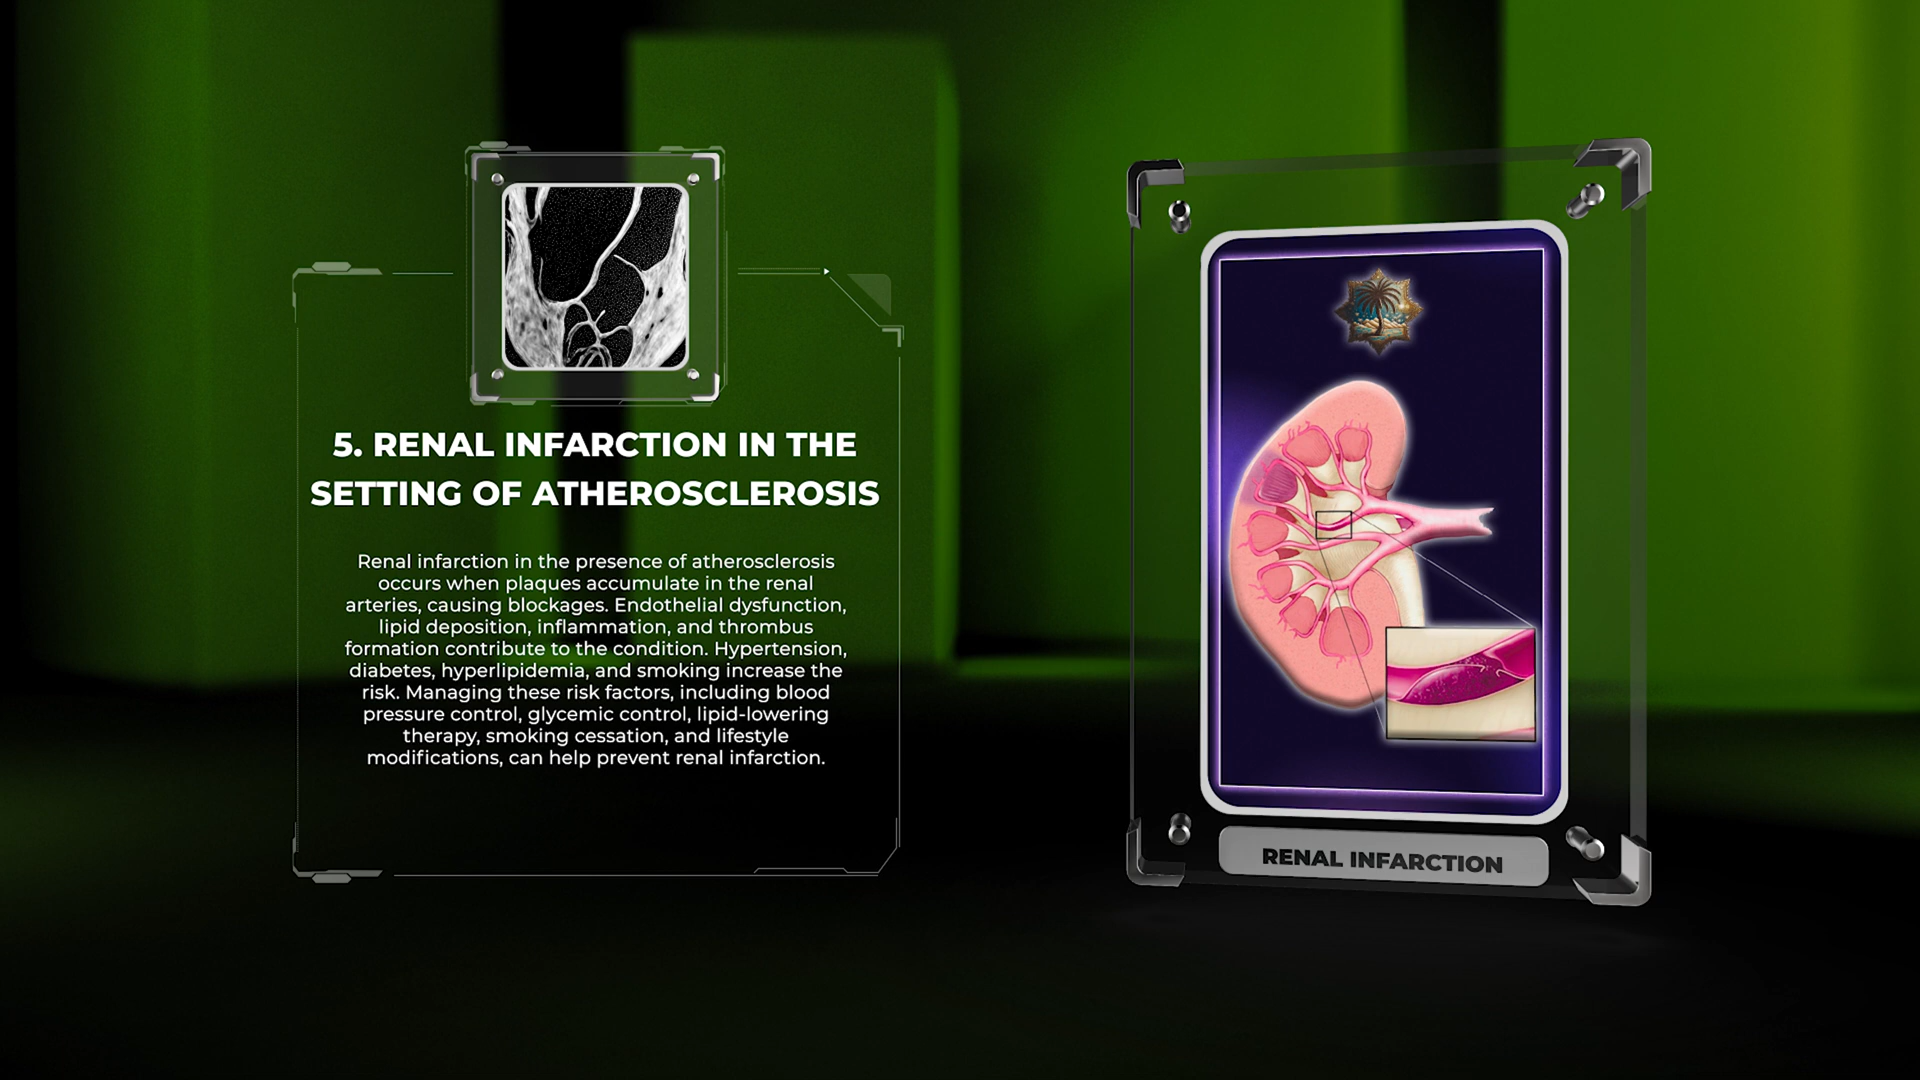 5. RENAL INFARCTION IN THE
SETTING OF ATHEROSCLEROSIS
Renal infarction in the presence of atherosclerosis
occurs when plaques accumulate in the renal
arteries, causing blockages. Endothelial dysfunction,
lipid deposition, inflammation, and thrombus
formation contribute to the condition. Hypertension,
diabetes, hyperlipidemia, and smoking increase the
risk. Managing these risk factors, including blood
pressure control, glycemic control, lipid-lowering
therapy, smoking cessation, and lifestyle
modifications, can help prevent renal infarction.
RENAL INFARCTION